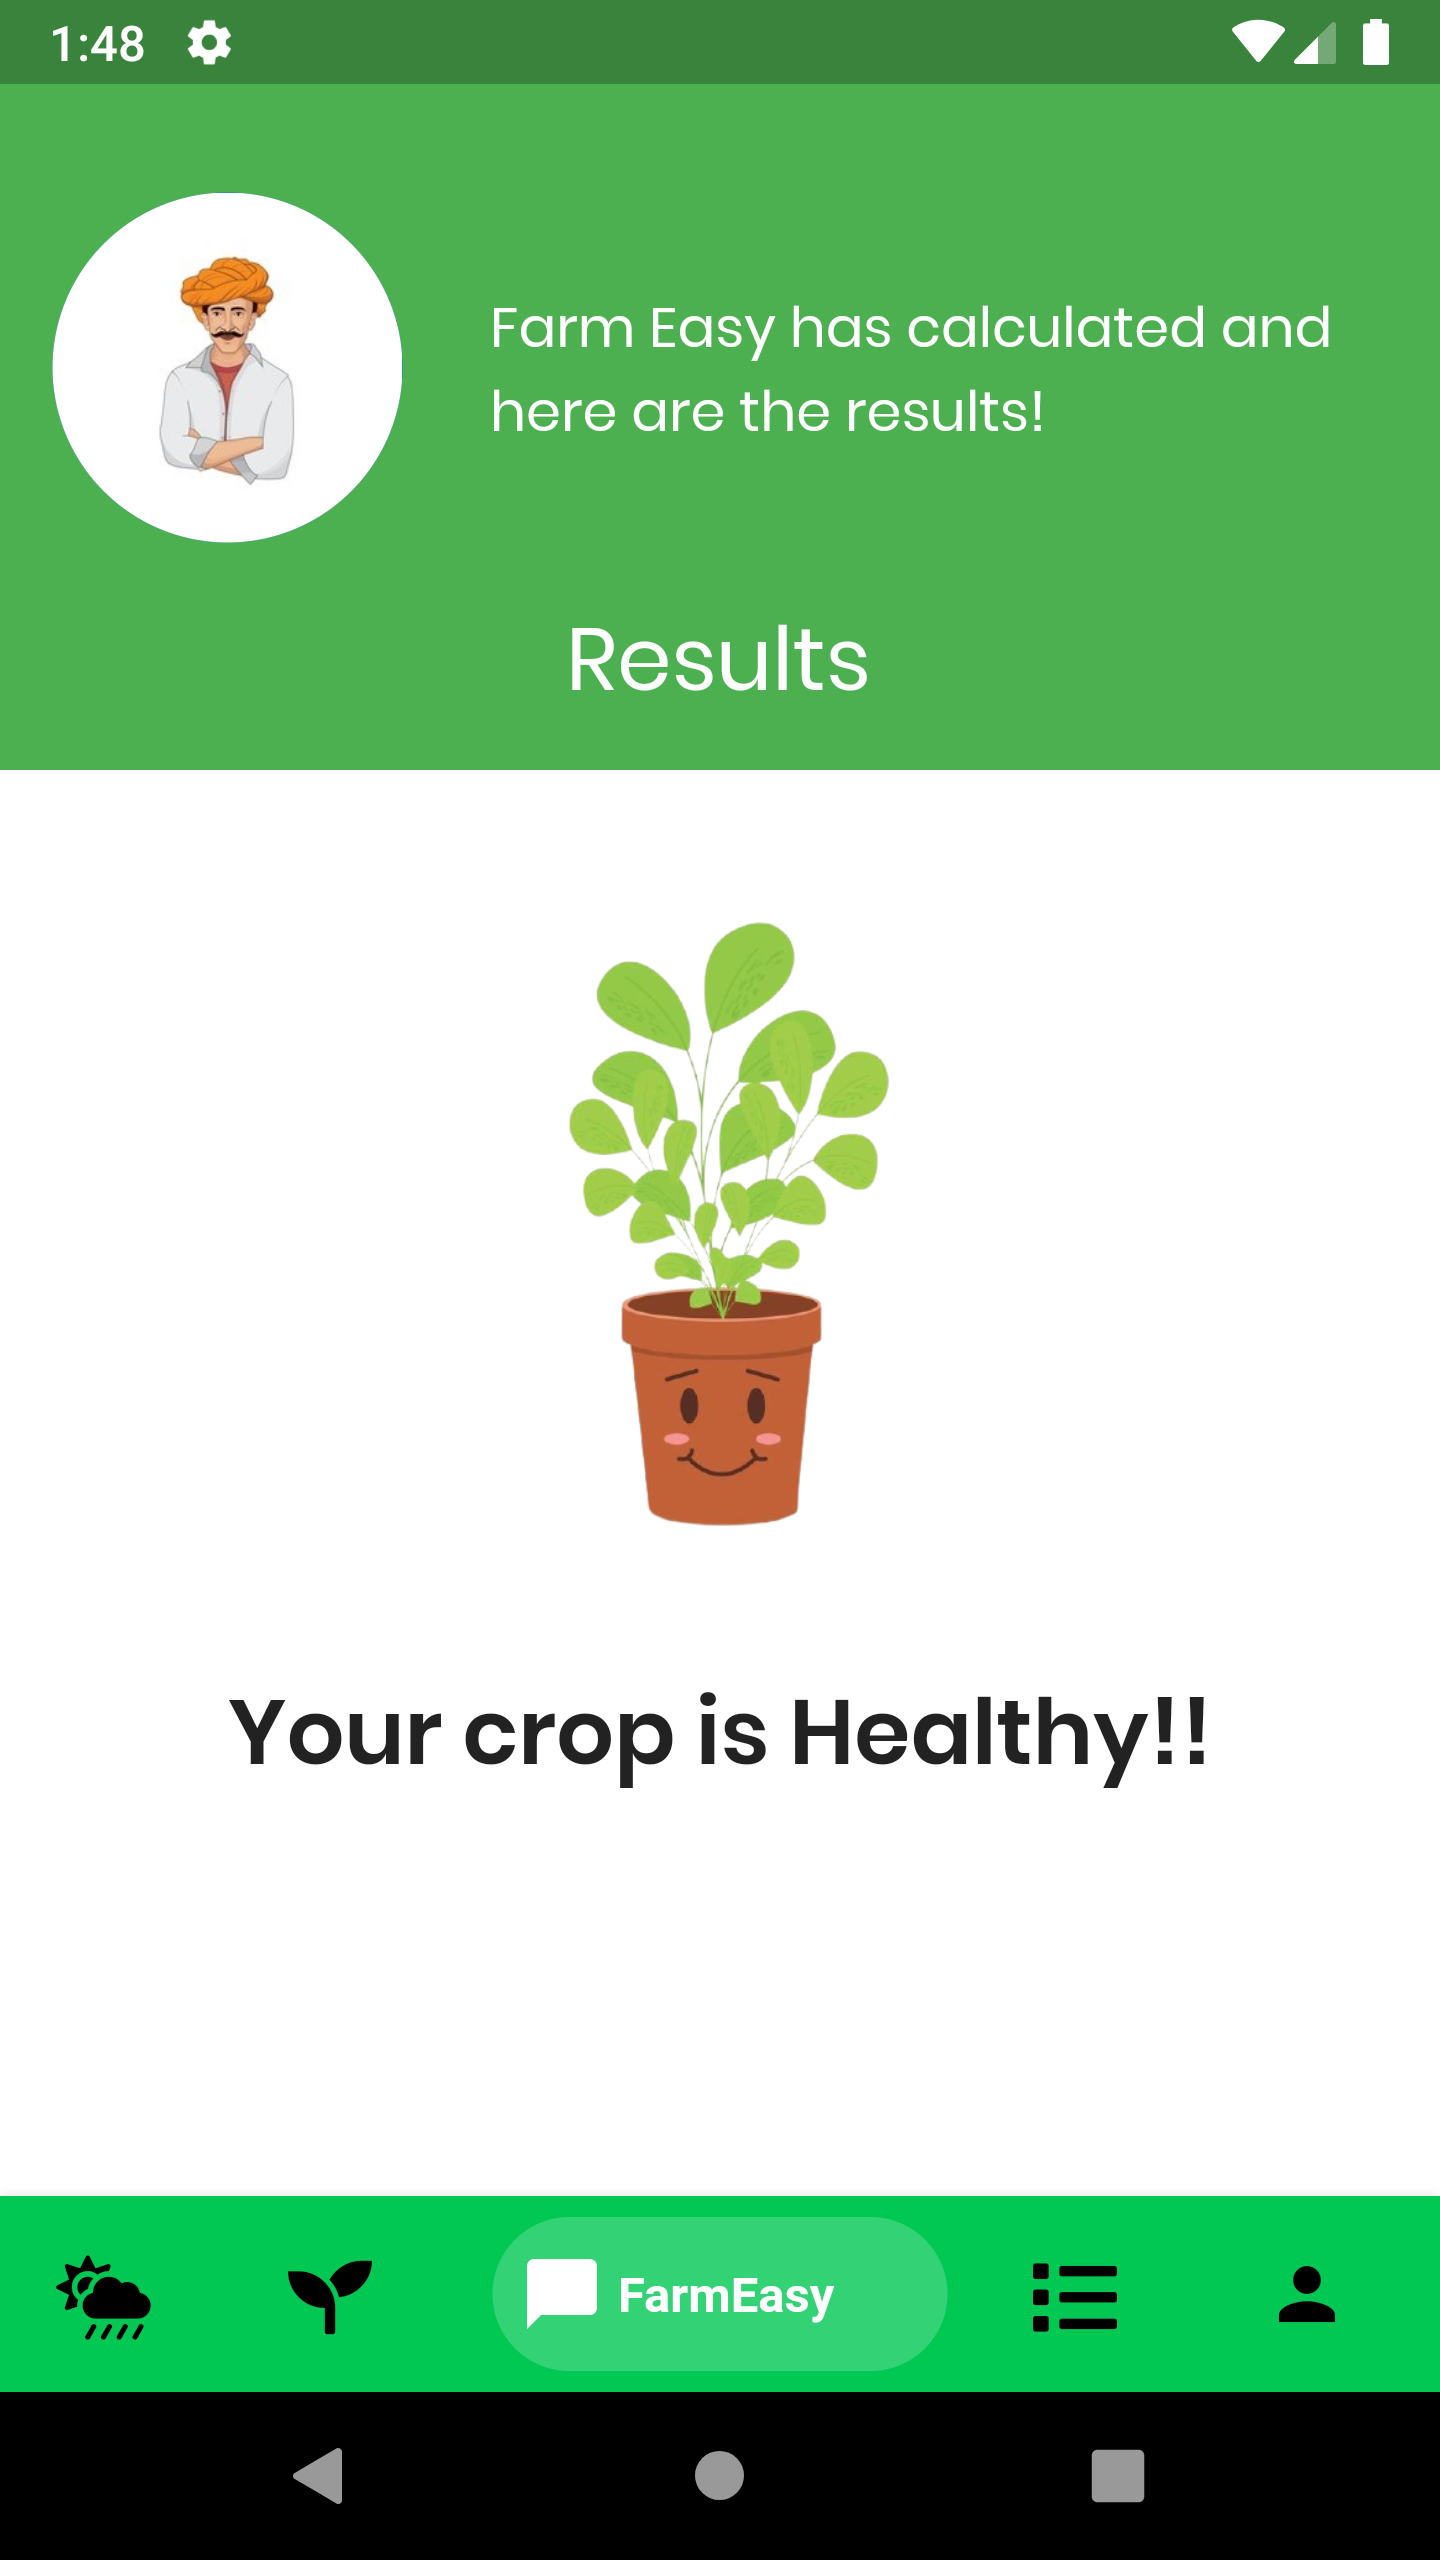 1:48
Farm Easy has calculated and
here are the results!
Results
Your crop is Healthy!!
FarmEasy